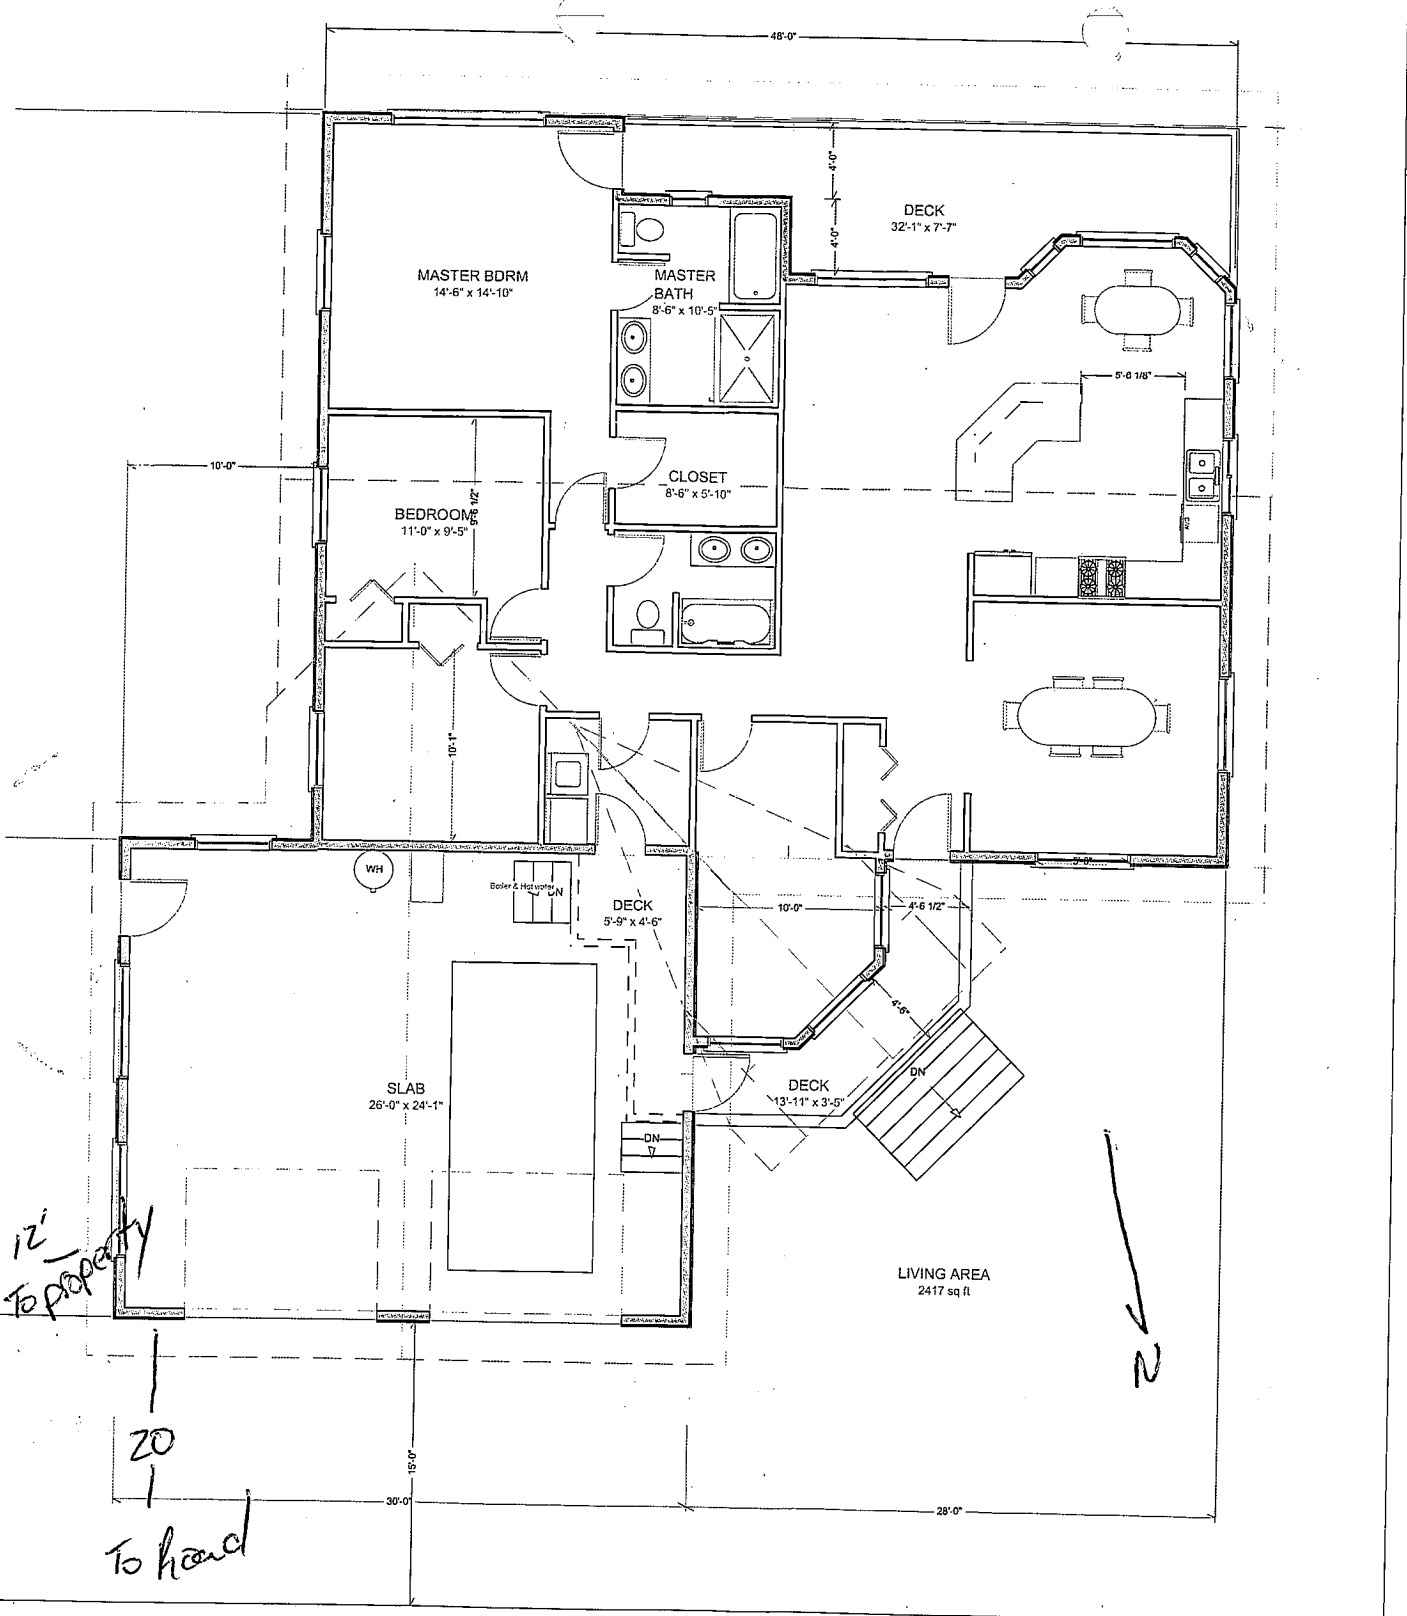 48'-0"
4'-0"
DECK
32'-1" x 7'-7"
4'-0"
MASTER BDRM
14'-6" x 14'-10"
MASTER
BATH
8'-6" x 10'-5"
5'-6 1/8"
10'-0"
CLOSET
8'-6" x 5'-10"
BEDROOM
11'-0" x 9'-5"
9'-6 1/2"
10'-1"
5'-0"
WH
Boiler & Hot water
DN
DECK
5'-9" x 4'-6"
10'-0"
4'-6 1/2"
4'-6"
DN
SLAB
26'-0" x 24'-1"
DECK
13'-11" x 3'-5"
DN
12'
To property
LIVING AREA
2417 sq ft
N
20
15'-0"
30'-0"
28'-0"
To Road